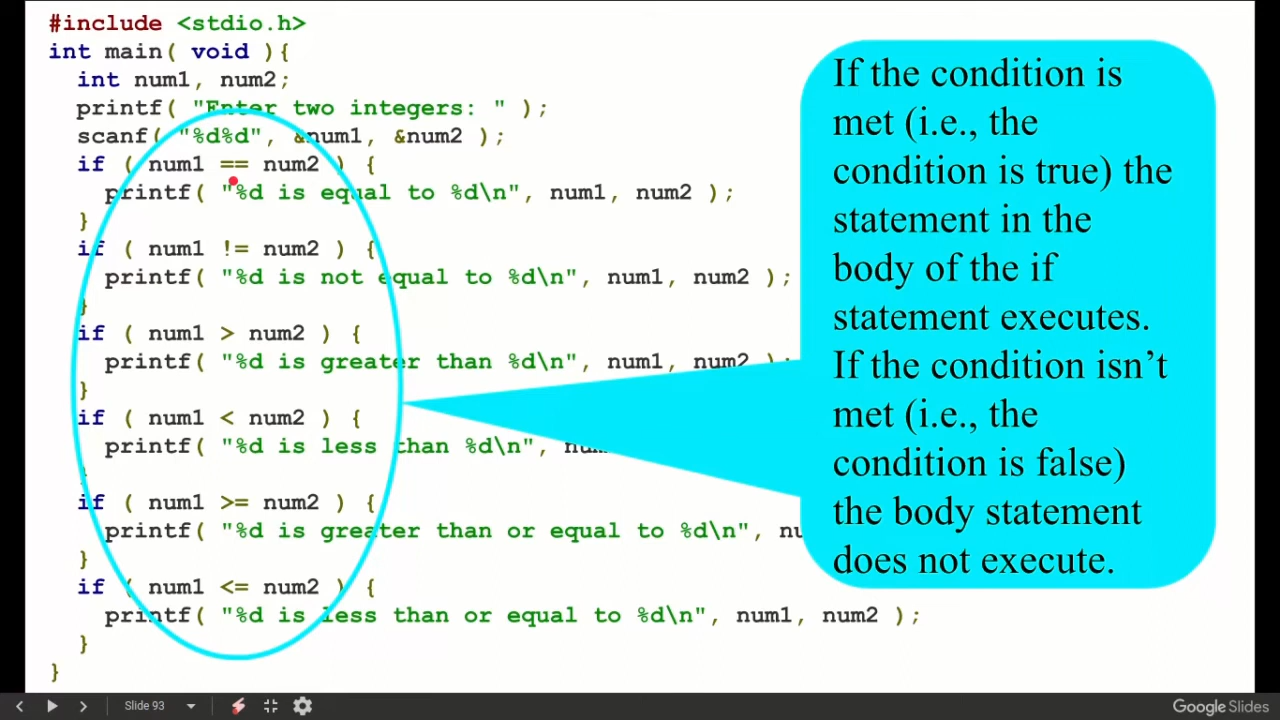 #include <stdio.h>
int main( void ){
int num1, num2;
printf( "Enter two integers: " );
scanf( "%d%d", &num1, &num2 );
if ( num1 == num2 ) {
printf( "%d is equal to %d\n", num1, num2 );
}
if ( num1 != num2 ) {
printf( "%d is not equal to %d\n", num1, num2 );
}
if ( num1 > num2 ) {
printf( "%d is greater than %d\n", num1, num2 );
}
if ( num1 < num2 ) {
printf( "%d is less than %d\n",
}
if ( num1 >= num2 ) {
printf( "%d is greater than or equal to %d\n",
}
if ( num1 <= num2 ) {
printf( "%d is less than or equal to %d\n", num1, num2 );
}
}
If the condition is
met (i.e., the
condition is true) the
statement in the
body of the if
statement executes.
If the condition isn’t
met (i.e., the
condition is false)
the body statement
does not execute.
Slide 93
Google Slides